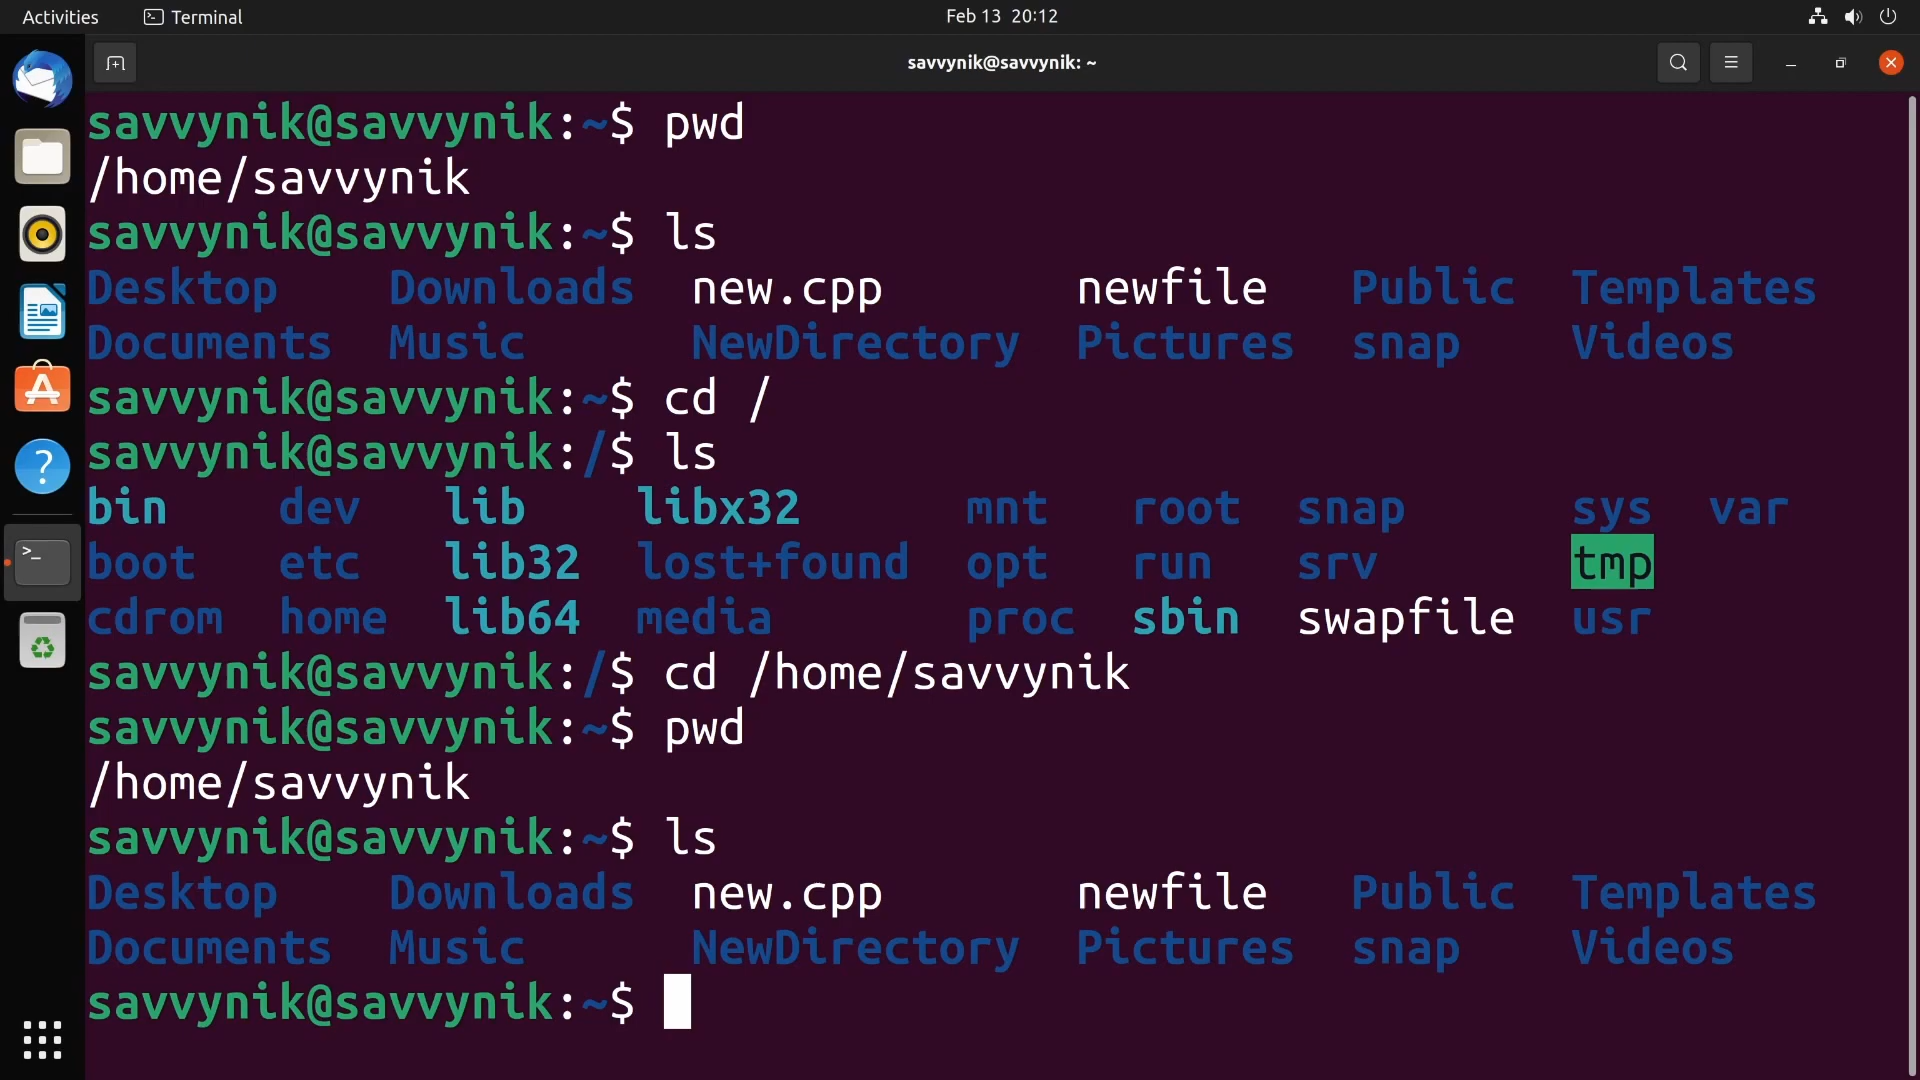 Activities Terminal Feb 13 20:12
savvynik@savvynik: ~
savvynik@savvynik:~$ pwd
/home/savvynik
savvynik@savvynik:~$ ls
Desktop Downloads new.cpp newfile Public Templates
Documents Music NewDirectory Pictures snap Videos
savvynik@savvynik:~$ cd /
savvynik@savvynik:/$ ls
bin dev lib libx32 mnt root snap sys var
boot etc lib32 lost+found opt run srv tmp
cdrom home lib64 media proc sbin swapfile usr
savvynik@savvynik:/$ cd /home/savvynik
savvynik@savvynik:~$ pwd
/home/savvynik
savvynik@savvynik:~$ ls
Desktop Downloads new.cpp newfile Public Templates
Documents Music NewDirectory Pictures snap Videos
savvynik@savvynik:~$